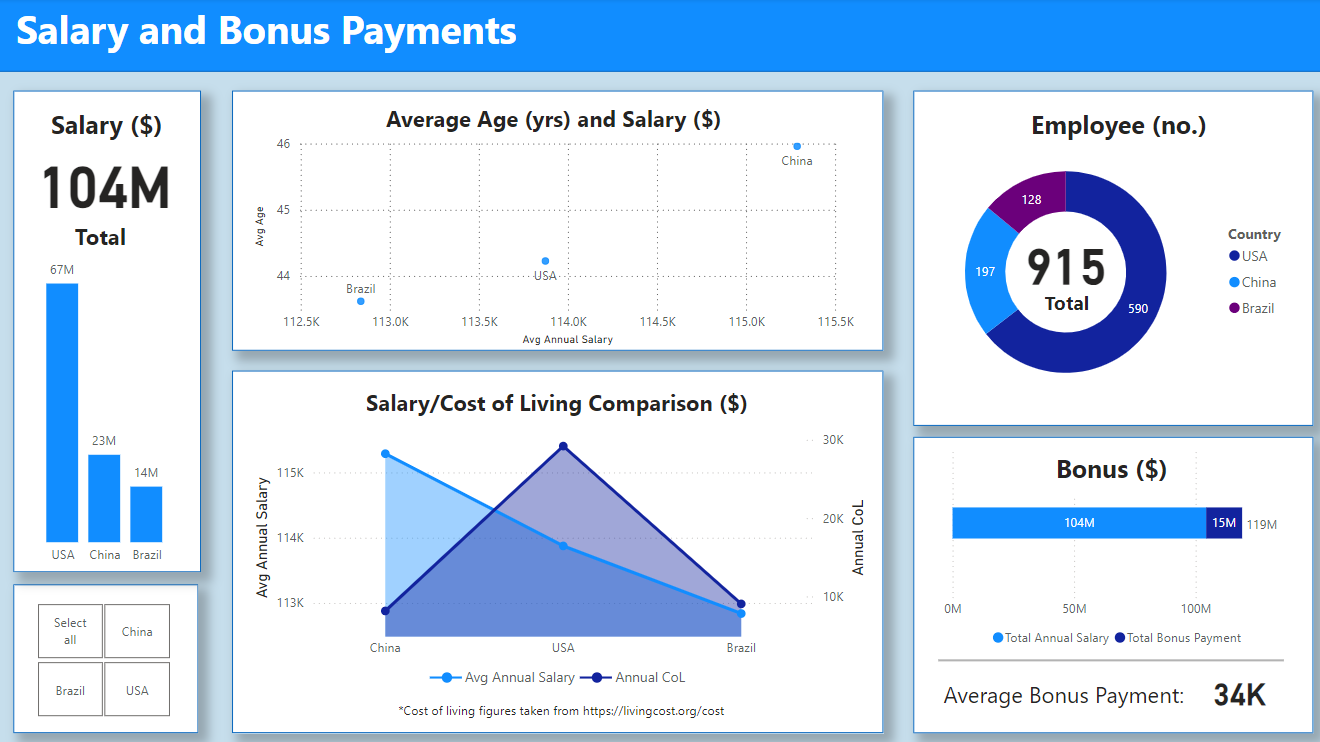 Salary and Bonus Payments
Salary ($)
104M
Total
67M
23M
14M
USA China Brazil
Select
all
China
Brazil
USA
Average Age (yrs) and Salary ($)
Avg Age
46
45
44
China
USA
Brazil
112.5K 113.0K 113.5K 114.0K 114.5K 115.0K 115.5K
Avg Annual Salary
Salary/Cost of Living Comparison ($)
Avg Annual Salary
115K
114K
113K
30K
20K
10K
Annual CoL
China USA Brazil
Avg Annual Salary Annual CoL
*Cost of living figures taken from https://livingcost.org/cost
Employee (no.)
128
197
590
915
Total
Country
USA
China
Brazil
Bonus ($)
104M 15M 119M
0M 50M 100M
Total Annual Salary Total Bonus Payment
Average Bonus Payment: 34K